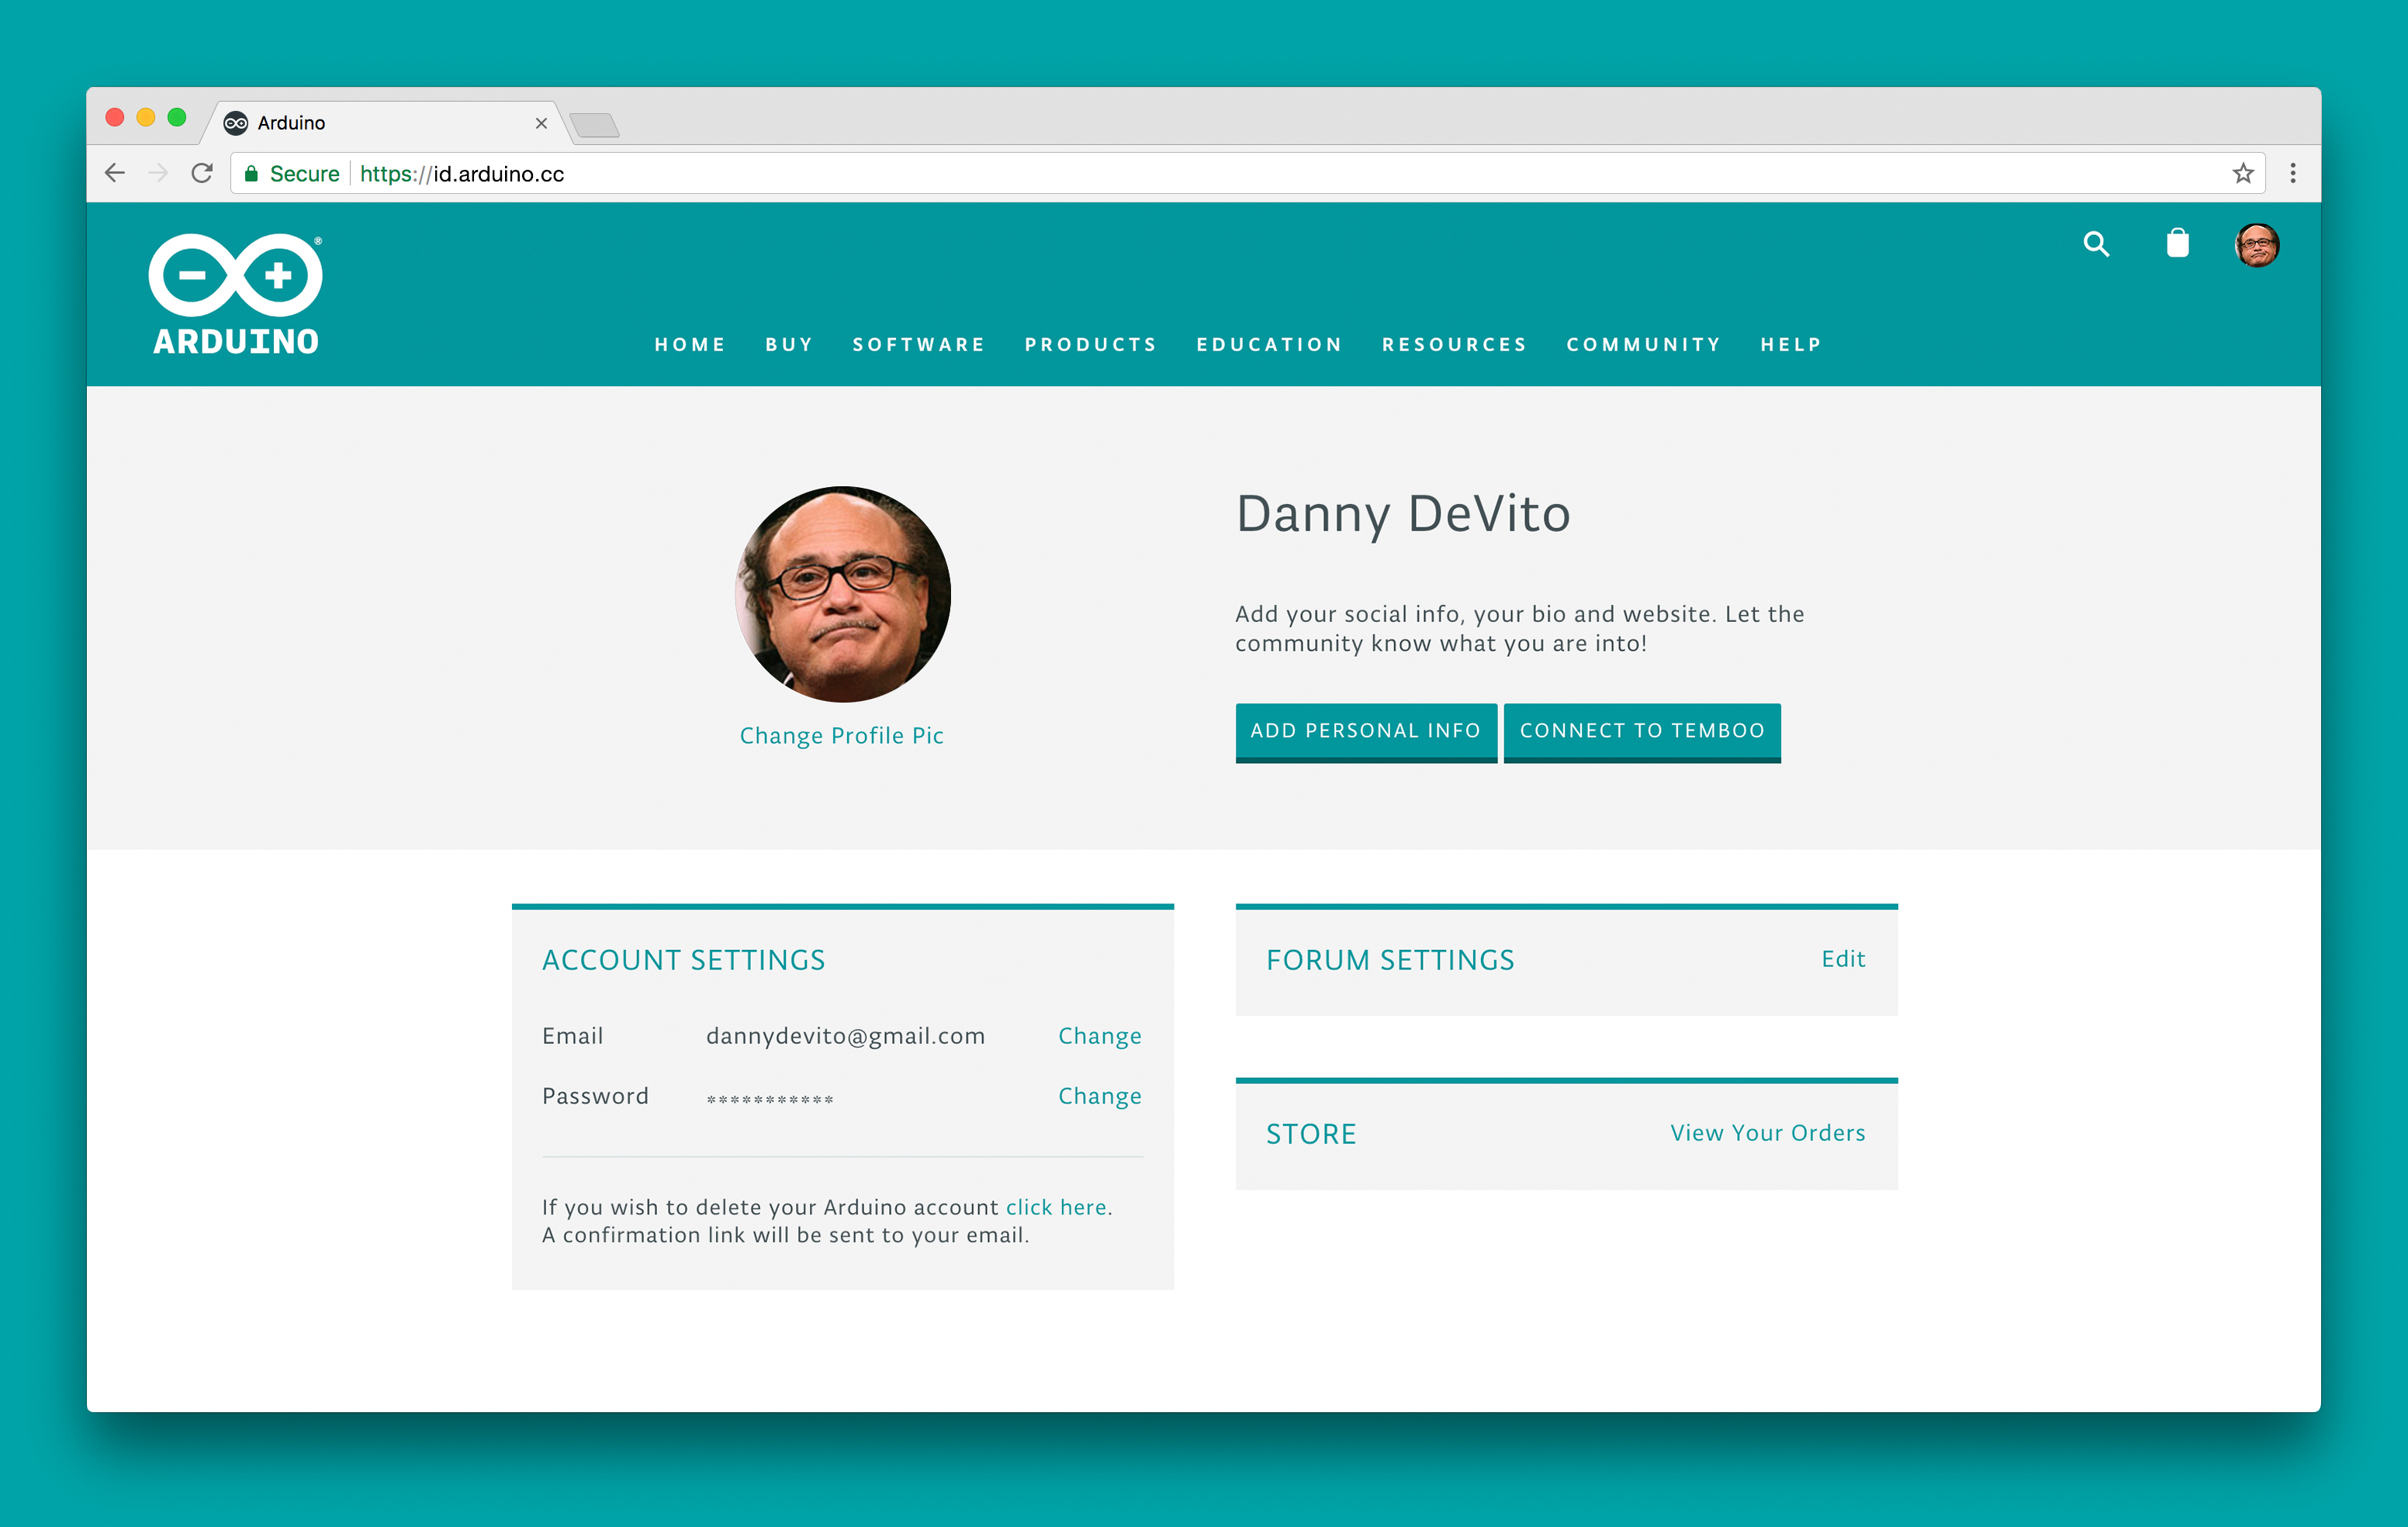 Arduino
Secure https://id.arduino.cc
ARDUINO
HOME BUY SOFTWARE PRODUCTS EDUCATION RESOURCES COMMUNITY HELP
Danny DeVito
Add your social info, your bio and website. Let the
community know what you are into!
Change Profile Pic
ADD PERSONAL INFO CONNECT TO TEMBOO
ACCOUNT SETTINGS
Email dannydevito@gmail.com Change
Password *********** Change
If you wish to delete your Arduino account click here.
A confirmation link will be sent to your email.
FORUM SETTINGS Edit
STORE View Your Orders